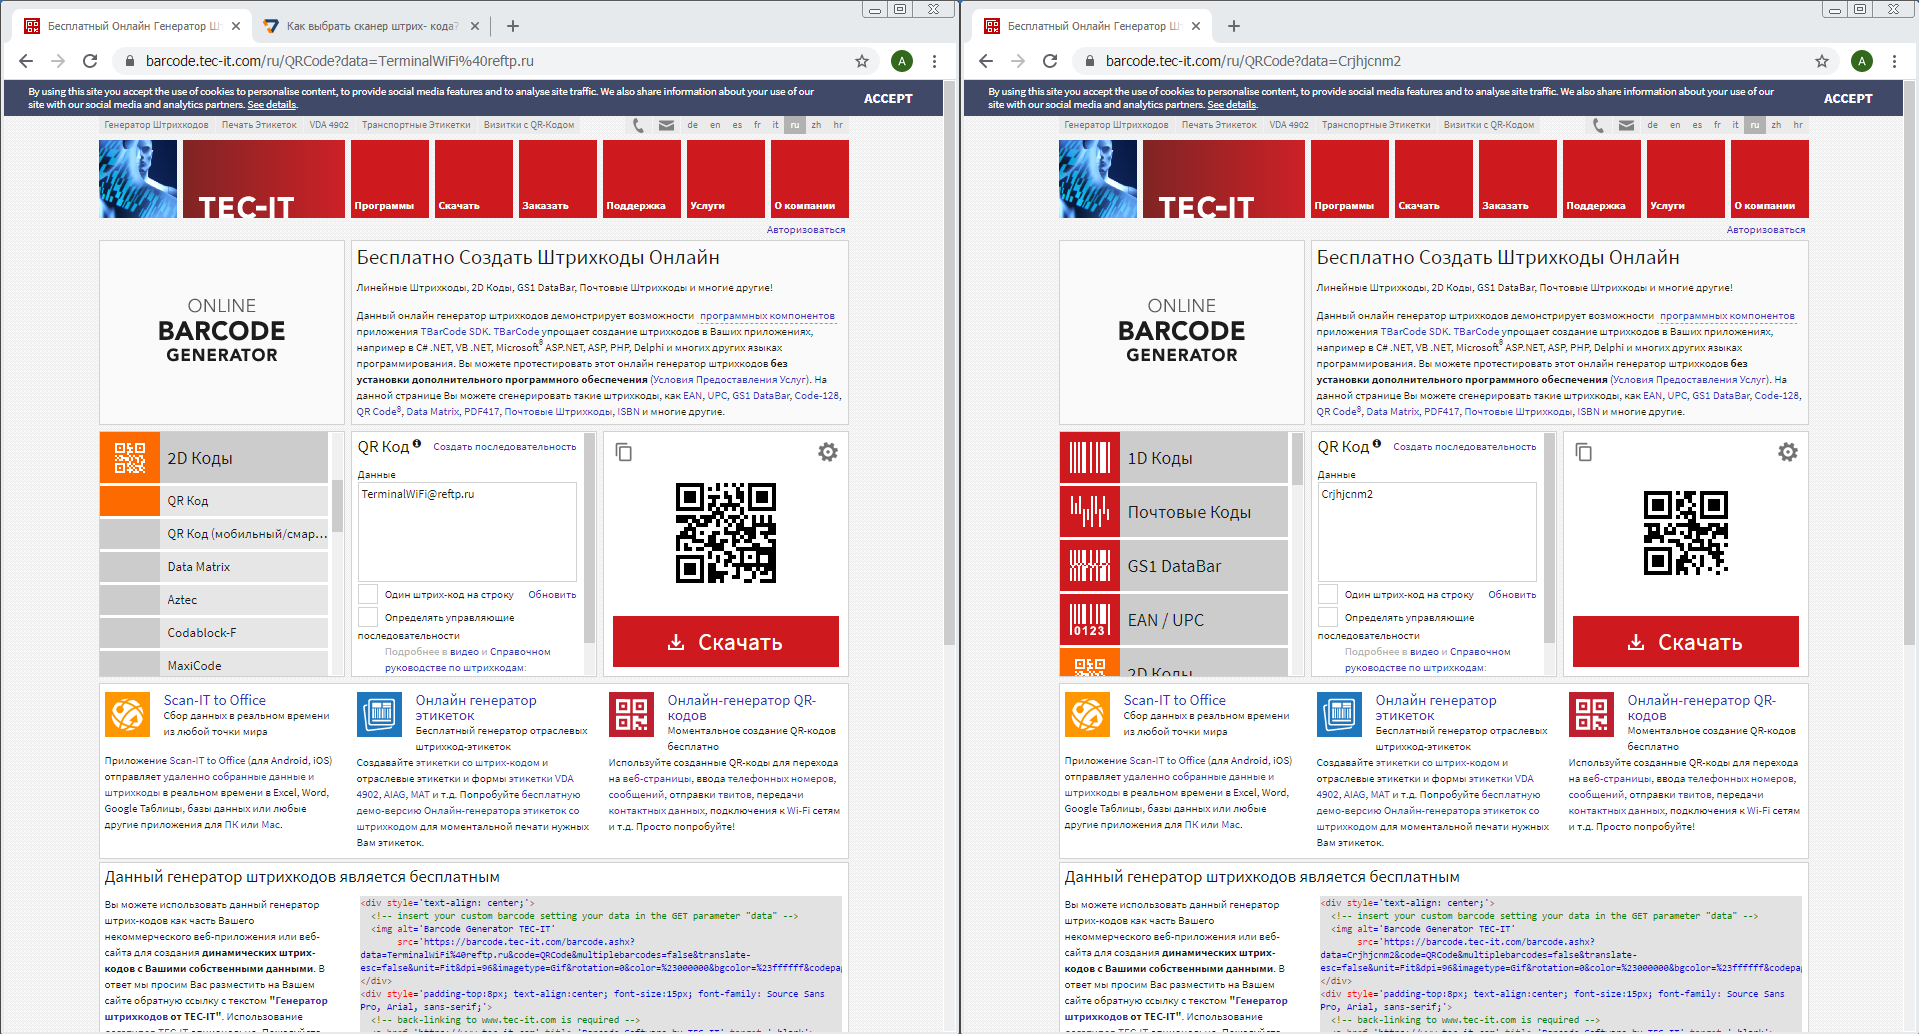 Бесплатный Онлайн Генератор Ш
Как выбрать сканер штрих- кода?
barcode.tec-it.com/ru/QRCode?data=TerminalWiFi%40reftp.ru
A
By using this site you accept the use of cookies to personalise content, to provide social media features and to analyse site traffic. We also share information about your use of our
site with our social media and analytics partners. See details.
ACCEPT
Генератор Штрихкодов Печать Этикеток VDA 4902 Транспортные Этикетки Визитки с QR-Кодом de en es fr it ru zh hr
TEC-IT
Программы Скачать Заказать Поддержка Услуги О компании
Авторизоваться
ONLINE
BARCODE
GENERATOR
Бесплатно Создать Штрихкоды Онлайн
Линейные Штрихкоды, 2D Коды, GS1 DataBar, Почтовые Штрихкоды и многие другие!
Данный онлайн генератор штрихкодов демонстрирует возможности программных компонентов
приложения TBarCode SDK. TBarCode упрощает создание штрихкодов в Ваших приложениях,
например в C# .NET, VB .NET, Microsoft® ASP.NET, ASP, PHP, Delphi и многих других языках
программирования. Вы можете протестировать этот онлайн генератор штрихкодов без
установки дополнительного программного обеспечения (Условия Предоставления Услуг). На
данной странице Вы можете сгенерировать такие штрихкоды, как EAN, UPC, GS1 DataBar, Code-128,
QR Code®, Data Matrix, PDF417, Почтовые Штрихкоды, ISBN и многие другие.
2D Коды
QR Код
QR Код (мобильный/смар...
Data Matrix
Aztec
Codablock-F
MaxiCode
QR Код Создать последовательность
Данные
TerminalWiFi@reftp.ru
Один штрих-код на строку Обновить
Определять управляющие
последовательности
Подробнее в видео и Справочном
руководстве по штрихкодам:
Скачать
Scan-IT to Office
Сбор данных в реальном времени
из любой точки мира
Приложение Scan-IT to Office (для Android, iOS)
отправляет удаленно собранные данные и
штрихкоды в реальном времени в Excel, Word,
Google Таблицы, базы данных или любые
другие приложения для ПК или Mac.
Онлайн генератор
этикеток
Бесплатный генератор отраслевых
штрихкод-этикеток
Создавайте этикетки со штрих-кодом и
отраслевые этикетки и формы этикетки VDA
4902, AIAG, MAT и т.д. Попробуйте бесплатную
демо-версию Онлайн-генератора этикеток со
штрихкодом для моментальной печати нужных
Вам этикеток.
Онлайн-генератор QR-
кодов
Моментальное создание QR-кодов
бесплатно
Используйте созданные QR-коды для перехода
на веб-страницы, ввода телефонных номеров,
сообщений, отправки твитов, передачи
контактных данных, подключения к Wi-Fi сетям
и т.д. Просто попробуйте!
Данный генератор штрихкодов является бесплатным
Вы можете использовать данный генератор
штрих-кодов как часть Вашего
некоммерческого веб-приложения или веб-
сайта для создания динамических штрих-
кодов с Вашими собственными данными. В
ответ мы просим Вас разместить на Вашем
сайте обратную ссылку с текстом "Генератор
штрихкодов от TEC-IT". Использование
<div style='text-align: center;'>
<!-- insert your custom barcode setting your data in the GET parameter "data" -->
<img alt='Barcode Generator TEC-IT'
src='https://barcode.tec-it.com/barcode.ashx?
data=TerminalWiFi%40reftp.ru&code=QRCode&multiplebarcodes=false&translate-
esc=false&unit=Fit&dpi=96&imagetype=Gif&rotation=0&color=%23000000&bgcolor=%23ffffff&codepa
</div>
<div style='padding-top:8px; text-align:center; font-size:15px; font-family: Source Sans
Pro, Arial, sans-serif;'>
<!-- back-linking to www.tec-it.com is required -->
Бесплатный Онлайн Генератор Ш
barcode.tec-it.com/ru/QRCode?data=Crjhjcnm2
A
By using this site you accept the use of cookies to personalise content, to provide social media features and to analyse site traffic. We also share information about your use of our
site with our social media and analytics partners. See details.
ACCEPT
Генератор Штрихкодов Печать Этикеток VDA 4902 Транспортные Этикетки Визитки с QR-Кодом de en es fr it ru zh hr
TEC-IT
Программы Скачать Заказать Поддержка Услуги О компании
Авторизоваться
ONLINE
BARCODE
GENERATOR
Бесплатно Создать Штрихкоды Онлайн
Линейные Штрихкоды, 2D Коды, GS1 DataBar, Почтовые Штрихкоды и многие другие!
Данный онлайн генератор штрихкодов демонстрирует возможности программных компонентов
приложения TBarCode SDK. TBarCode упрощает создание штрихкодов в Ваших приложениях,
например в C# .NET, VB .NET, Microsoft® ASP.NET, ASP, PHP, Delphi и многих других языках
программирования. Вы можете протестировать этот онлайн генератор штрихкодов без
установки дополнительного программного обеспечения (Условия Предоставления Услуг). На
данной странице Вы можете сгенерировать такие штрихкоды, как EAN, UPC, GS1 DataBar, Code-128,
QR Code®, Data Matrix, PDF417, Почтовые Штрихкоды, ISBN и многие другие.
1D Коды
Почтовые Коды
GS1 DataBar
0123 EAN / UPC
2D Коды
QR Код Создать последовательность
Данные
Crjhjcnm2
Один штрих-код на строку Обновить
Определять управляющие
последовательности
Подробнее в видео и Справочном
руководстве по штрихкодам:
Скачать
Scan-IT to Office
Сбор данных в реальном времени
из любой точки мира
Приложение Scan-IT to Office (для Android, iOS)
отправляет удаленно собранные данные и
штрихкоды в реальном времени в Excel, Word,
Google Таблицы, базы данных или любые
другие приложения для ПК или Mac.
Онлайн генератор
этикеток
Бесплатный генератор отраслевых
штрихкод-этикеток
Создавайте этикетки со штрих-кодом и
отраслевые этикетки и формы этикетки VDA
4902, AIAG, MAT и т.д. Попробуйте бесплатную
демо-версию Онлайн-генератора этикеток со
штрихкодом для моментальной печати нужных
Вам этикеток.
Онлайн-генератор QR-
кодов
Моментальное создание QR-кодов
бесплатно
Используйте созданные QR-коды для перехода
на веб-страницы, ввода телефонных номеров,
сообщений, отправки твитов, передачи
контактных данных, подключения к Wi-Fi сетям
и т.д. Просто попробуйте!
Данный генератор штрихкодов является бесплатным
Вы можете использовать данный генератор
штрих-кодов как часть Вашего
некоммерческого веб-приложения или веб-
сайта для создания динамических штрих-
кодов с Вашими собственными данными. В
ответ мы просим Вас разместить на Вашем
сайте обратную ссылку с текстом "Генератор
штрихкодов от TEC-IT". Использование
<div style='text-align: center;'>
<!-- insert your custom barcode setting your data in the GET parameter "data" -->
<img alt='Barcode Generator TEC-IT'
src='https://barcode.tec-it.com/barcode.ashx?
data=Crjhjcnm2&code=QRCode&multiplebarcodes=false&translate-
esc=false&unit=Fit&dpi=96&imagetype=Gif&rotation=0&color=%23000000&bgcolor=%23ffffff&codepa
</div>
<div style='padding-top:8px; text-align:center; font-size:15px; font-family: Source Sans
Pro, Arial, sans-serif;'>
<!-- back-linking to www.tec-it.com is required -->